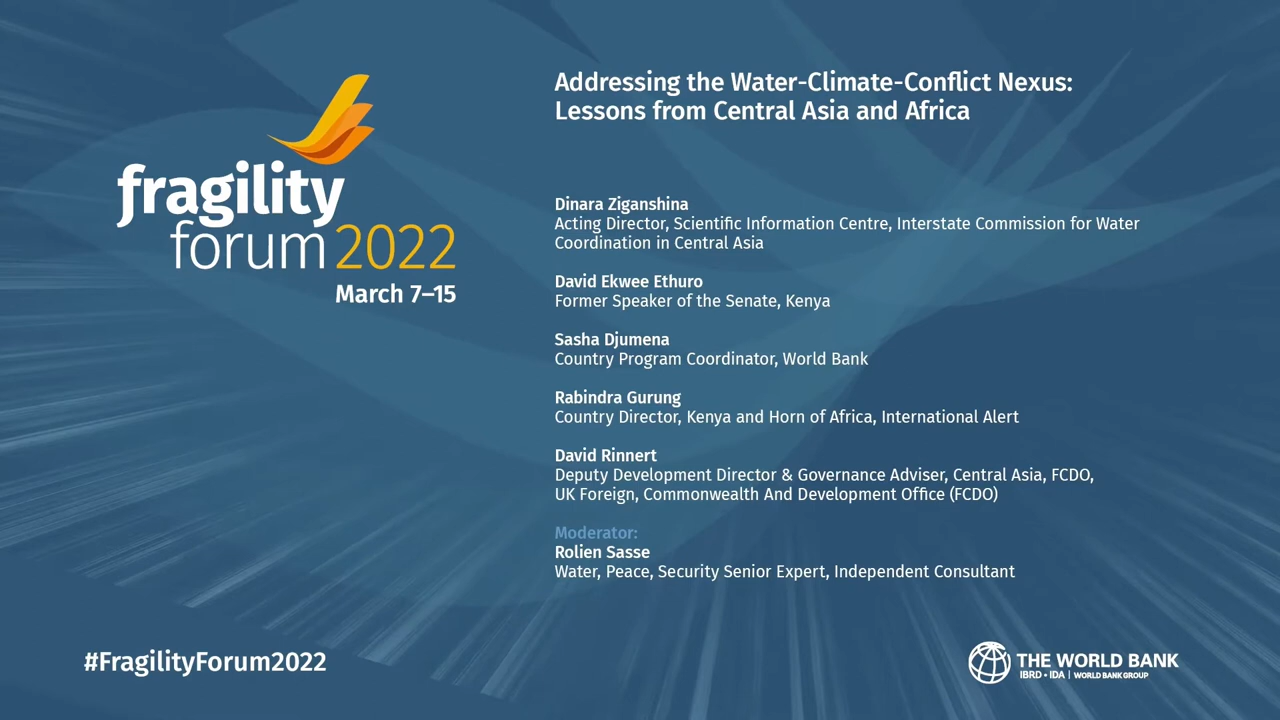 fragility
forum 2022
March 7–15
Addressing the Water-Climate-Conflict Nexus:
Lessons from Central Asia and Africa
Dinara Ziganshina
Acting Director, Scientific Information Centre, Interstate Commission for Water
Coordination in Central Asia
David Ekwee Ethuro
Former Speaker of the Senate, Kenya
Sasha Djumena
Country Program Coordinator, World Bank
Rabindra Gurung
Country Director, Kenya and Horn of Africa, International Alert
David Rinnert
Deputy Development Director & Governance Adviser, Central Asia, FCDO,
UK Foreign, Commonwealth And Development Office (FCDO)
Moderator:
Rolien Sasse
Water, Peace, Security Senior Expert, Independent Consultant
#FragilityForum2022
THE WORLD BANK
IBRD • IDA | WORLD BANK GROUP